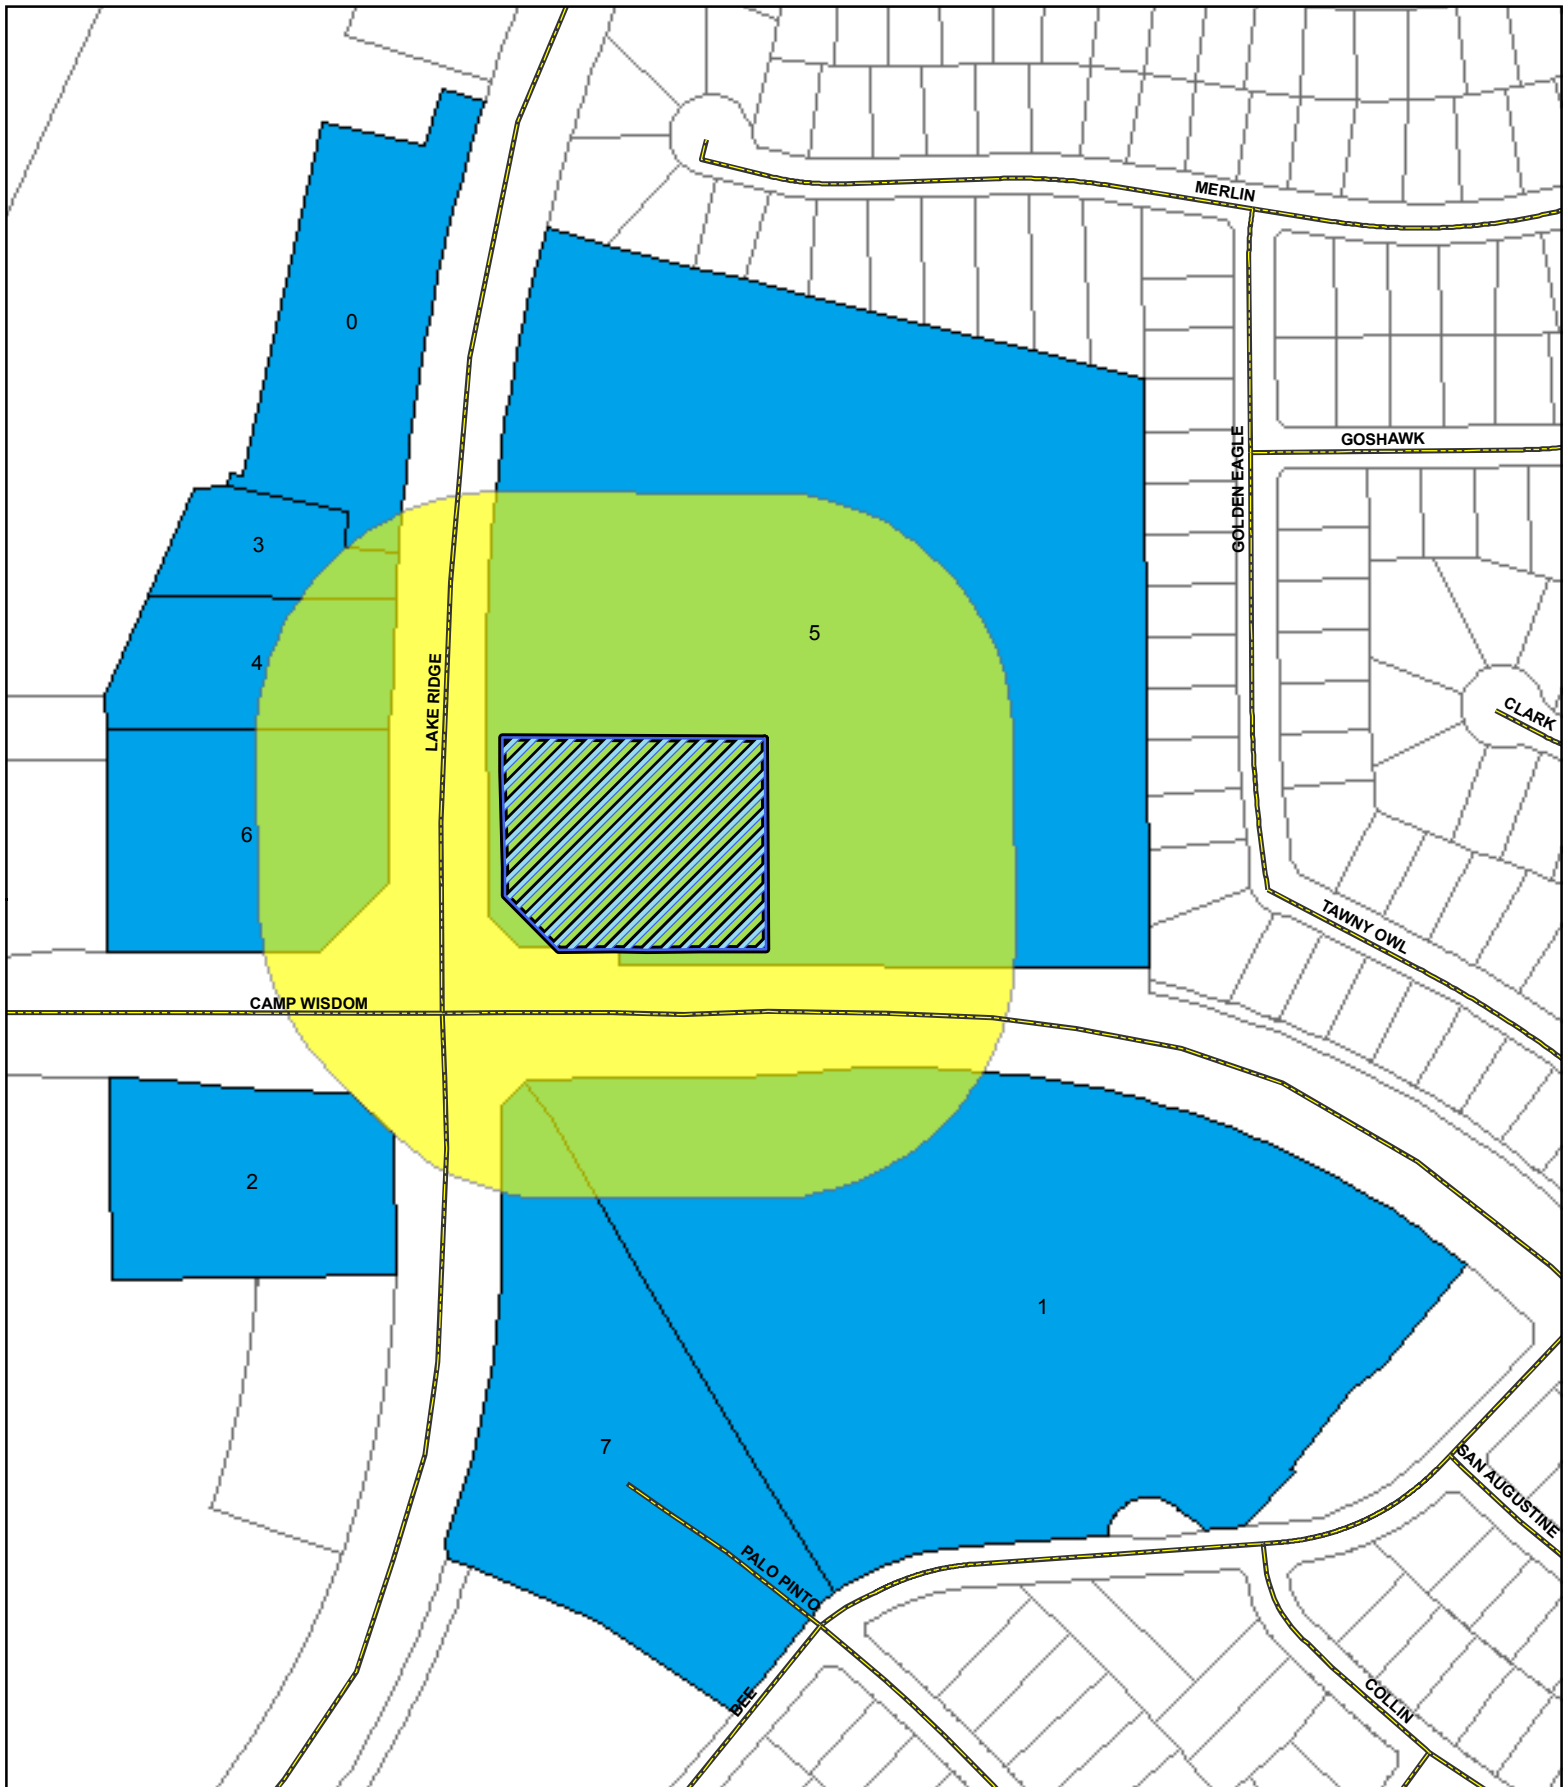 MERLIN
0
GOSHAWK
GOLDEN EAGLE
3
5
4
LAKE RIDGE
CLARK
6
TAWNY OWL
CAMP WISDOM
2
1
7
SAN AUGUSTINE
PALO PINTO
BEE
COLLIN